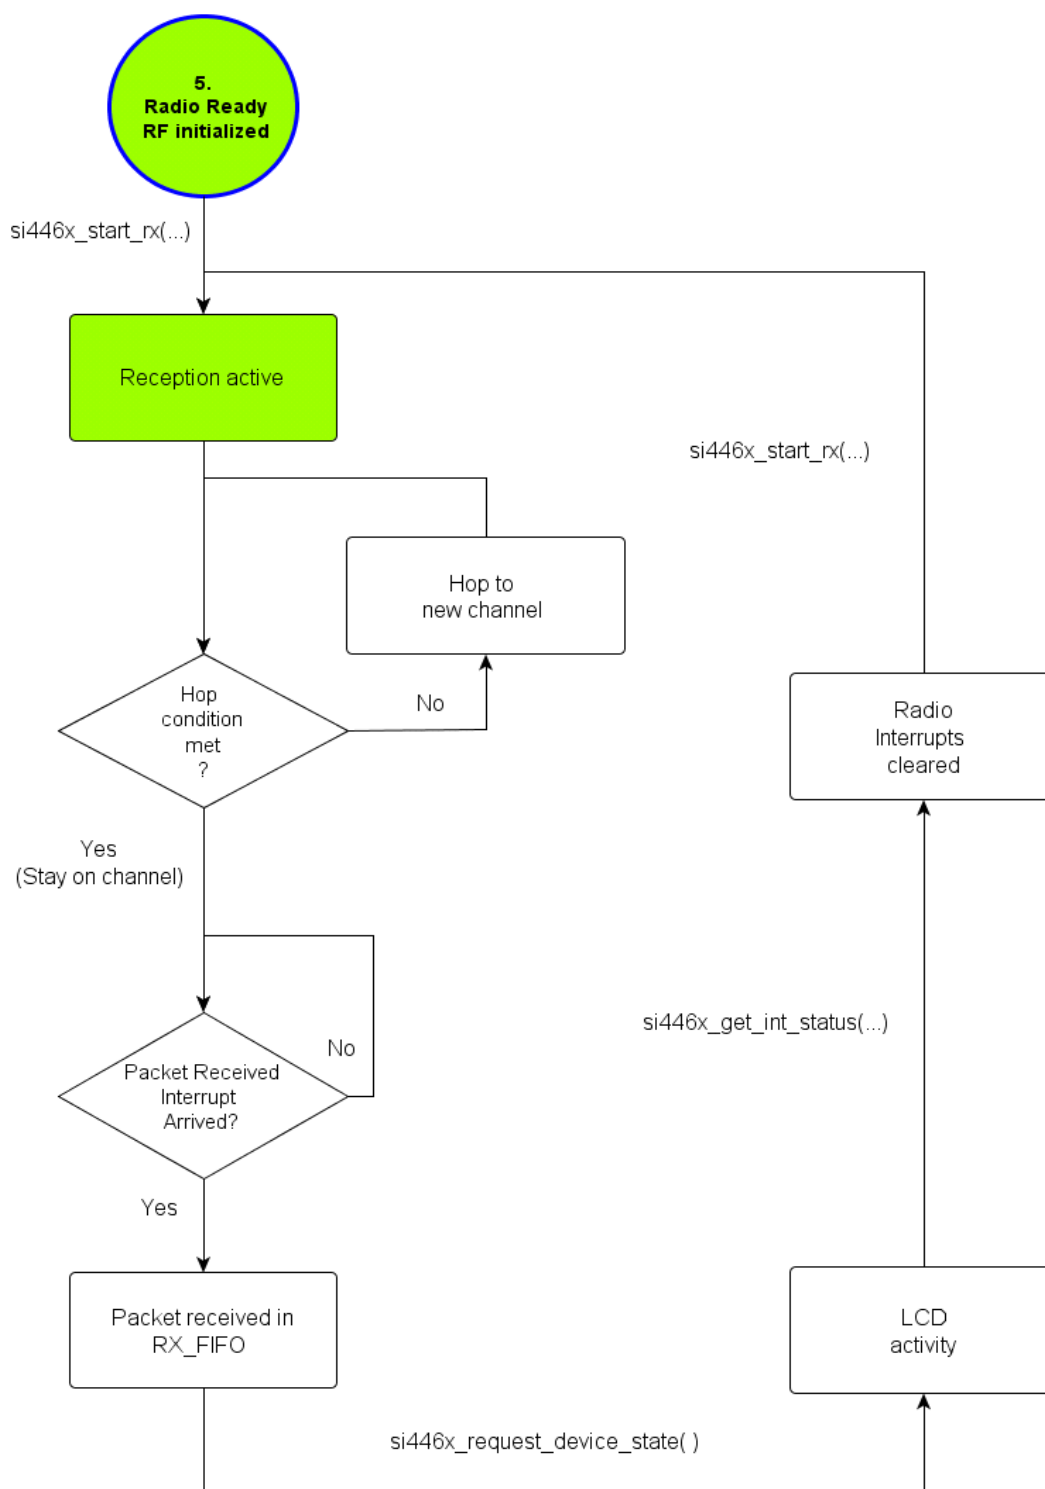 5.
Radio Ready
RF initialized
si446x_start_rx(...)
Reception active
si446x_start_rx(...)
Hop to
new channel
Hop
condition
met
?
No
Radio
Interrupts
cleared
Yes
(Stay on channel)
si446x_get_int_status(...)
No
Packet Received
Interrupt
Arrived?
Yes
Packet received in
RX_FIFO
LCD
activity
si446x_request_device_state( )